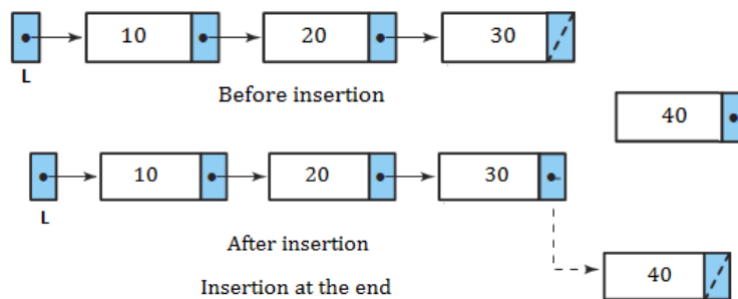 10 20 30
L
Before insertion
40
10 20 30
L
After insertion
Insertion at the end
40